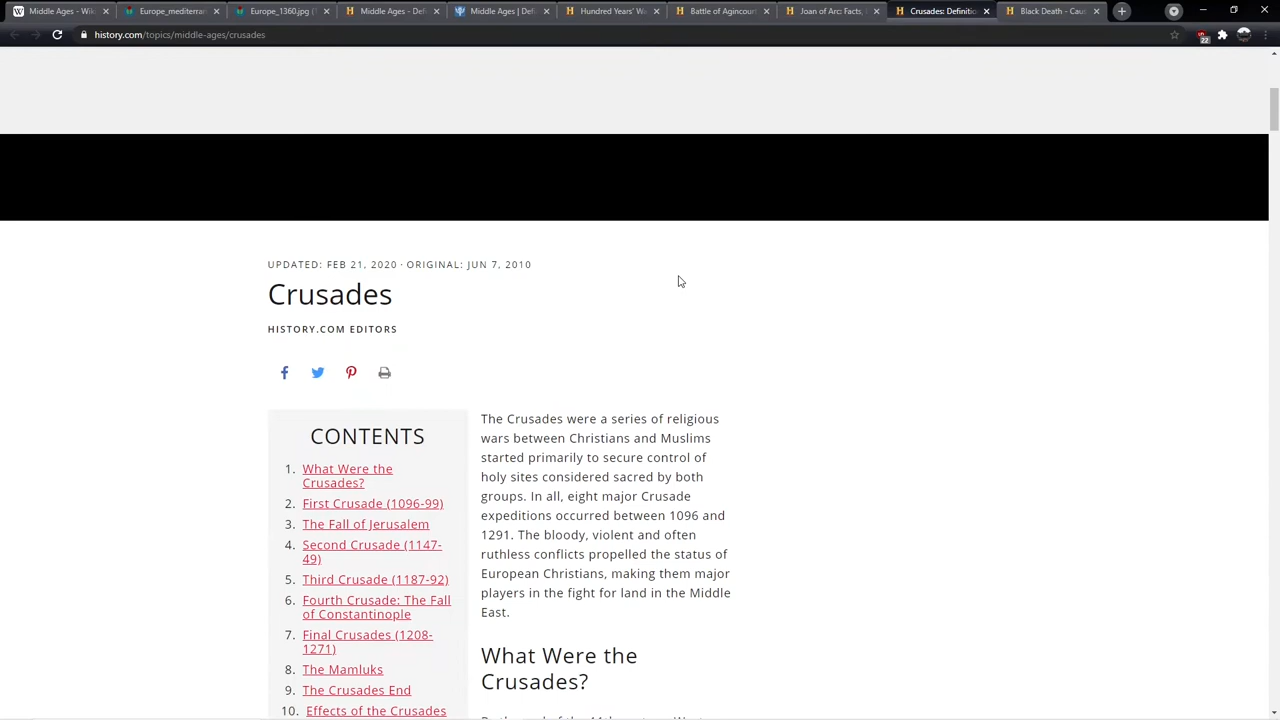 Middle Ages - Wiki
Europe_mediterran
Europe_1360.jpg (
Middle Ages - Def
Middle Ages | Defi
Hundred Years' Wa
Battle of Agincourt
Joan of Arc: Facts,
Crusades: Definitio
Black Death - Cau
history.com/topics/middle-ages/crusades
22
UPDATED: FEB 21, 2020 · ORIGINAL: JUN 7, 2010
Crusades
HISTORY.COM EDITORS
CONTENTS
1. What Were the
Crusades?
2. First Crusade (1096-99)
3. The Fall of Jerusalem
4. Second Crusade (1147-
49)
5. Third Crusade (1187-92)
6. Fourth Crusade: The Fall
of Constantinople
7. Final Crusades (1208-
1271)
8. The Mamluks
9. The Crusades End
10. Effects of the Crusades
The Crusades were a series of religious
wars between Christians and Muslims
started primarily to secure control of
holy sites considered sacred by both
groups. In all, eight major Crusade
expeditions occurred between 1096 and
1291. The bloody, violent and often
ruthless conflicts propelled the status of
European Christians, making them major
players in the fight for land in the Middle
East.
What Were the
Crusades?